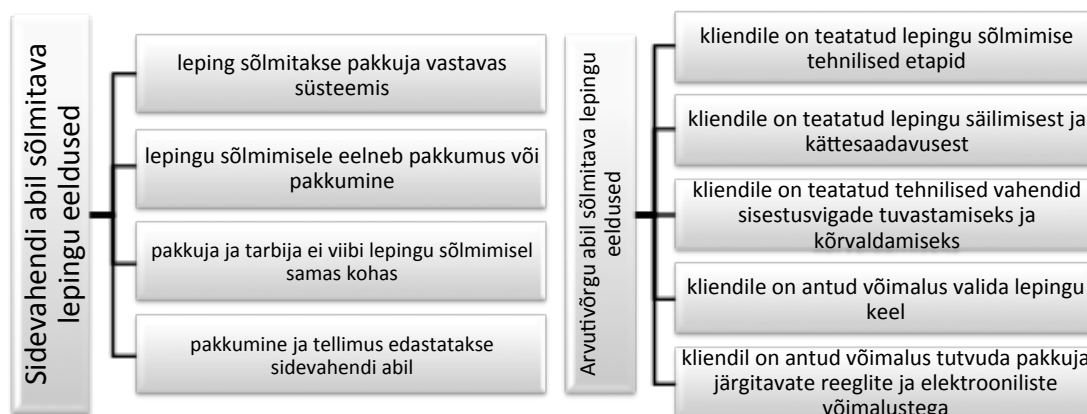 Sidevahendi abil sõlmitava
lepingu eeldused
leping sõlmitakse pakkuja vastavas
süsteemis
lepingu sõlmimisele eelneb pakkumus või
pakkumine
pakkuja ja tarbija ei viibi lepingu sõlmimisel
samas kohas
pakkumine ja tellimus edastatakse
sidevahendi abil
Arvutivõrgu abil sõlmitava lepingu
eeldused
kliendile on teatatud lepingu sõlmimise
tehnilised etapid
kliendile on teatatud lepingu säilimisest ja
kättesaadavusest
kliendile on teatatud tehnilised vahendid
sisestusvigade tuvastamiseks ja
kõrvaldamiseks
kliendile on antud võimalus valida lepingu
keel
kliendil on antud võimalus tutvuda pakkuja
järgitavate reeglite ja elektrooniliste
võimalustega